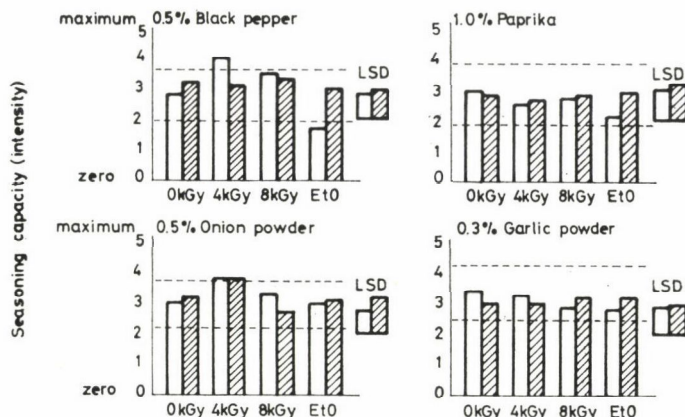 Seasoning capacity (intensity)
maximum 0.5% Black pepper
5
4
3
2
1
zero 0
LSD
0kGy 4kGy 8kGy EtO
1.0% Paprika
5
4
3
2
1
0
LSD
0kGy 4kGy 8kGy EtO
maximum 0.5% Onion powder
5
4
3
2
1
zero 0
LSD
0kGy 4kGy 8kGy EtO
0.3% Garlic powder
5
4
3
2
1
0
LSD
0kGy 4kGy 8kGy EtO